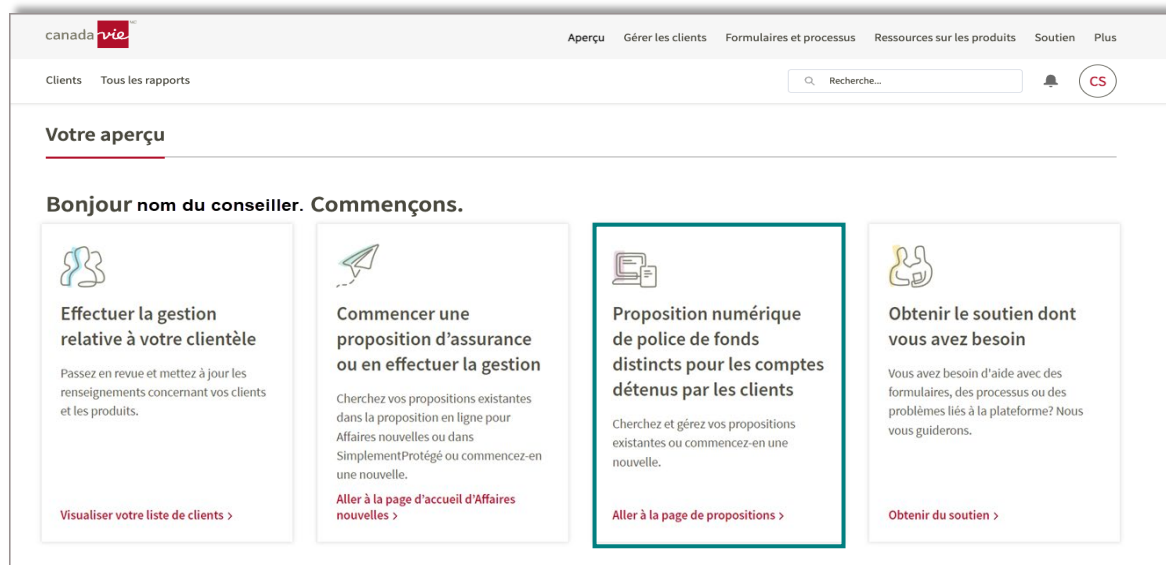 canada vie MD
Aperçu Gérer les clients Formulaires et processus Ressources sur les produits Soutien Plus
Clients Tous les rapports
Recherche...
CS
Votre aperçu
Bonjour nom du conseiller. Commençons.
Effectuer la gestion
relative à votre clientèle
Passez en revue et mettez à jour les
renseignements concernant vos clients
et les produits.
Visualiser votre liste de clients >
Commencer une
proposition d’assurance
ou en effectuer la gestion
Cherchez vos propositions existantes
dans la proposition en ligne pour
Affaires nouvelles ou dans
SimplementProtégé ou commencez-en
une nouvelle.
Aller à la page d’accueil d’Affaires
nouvelles >
Proposition numérique
de police de fonds
distincts pour les comptes
détenus par les clients
Cherchez et gérez vos propositions
existantes ou commencez-en une
nouvelle.
Aller à la page de propositions >
Obtenir le soutien dont
vous avez besoin
Vous avez besoin d'aide avec des
formulaires, des processus ou des
problèmes liés à la plateforme? Nous
vous guiderons.
Obtenir du soutien >